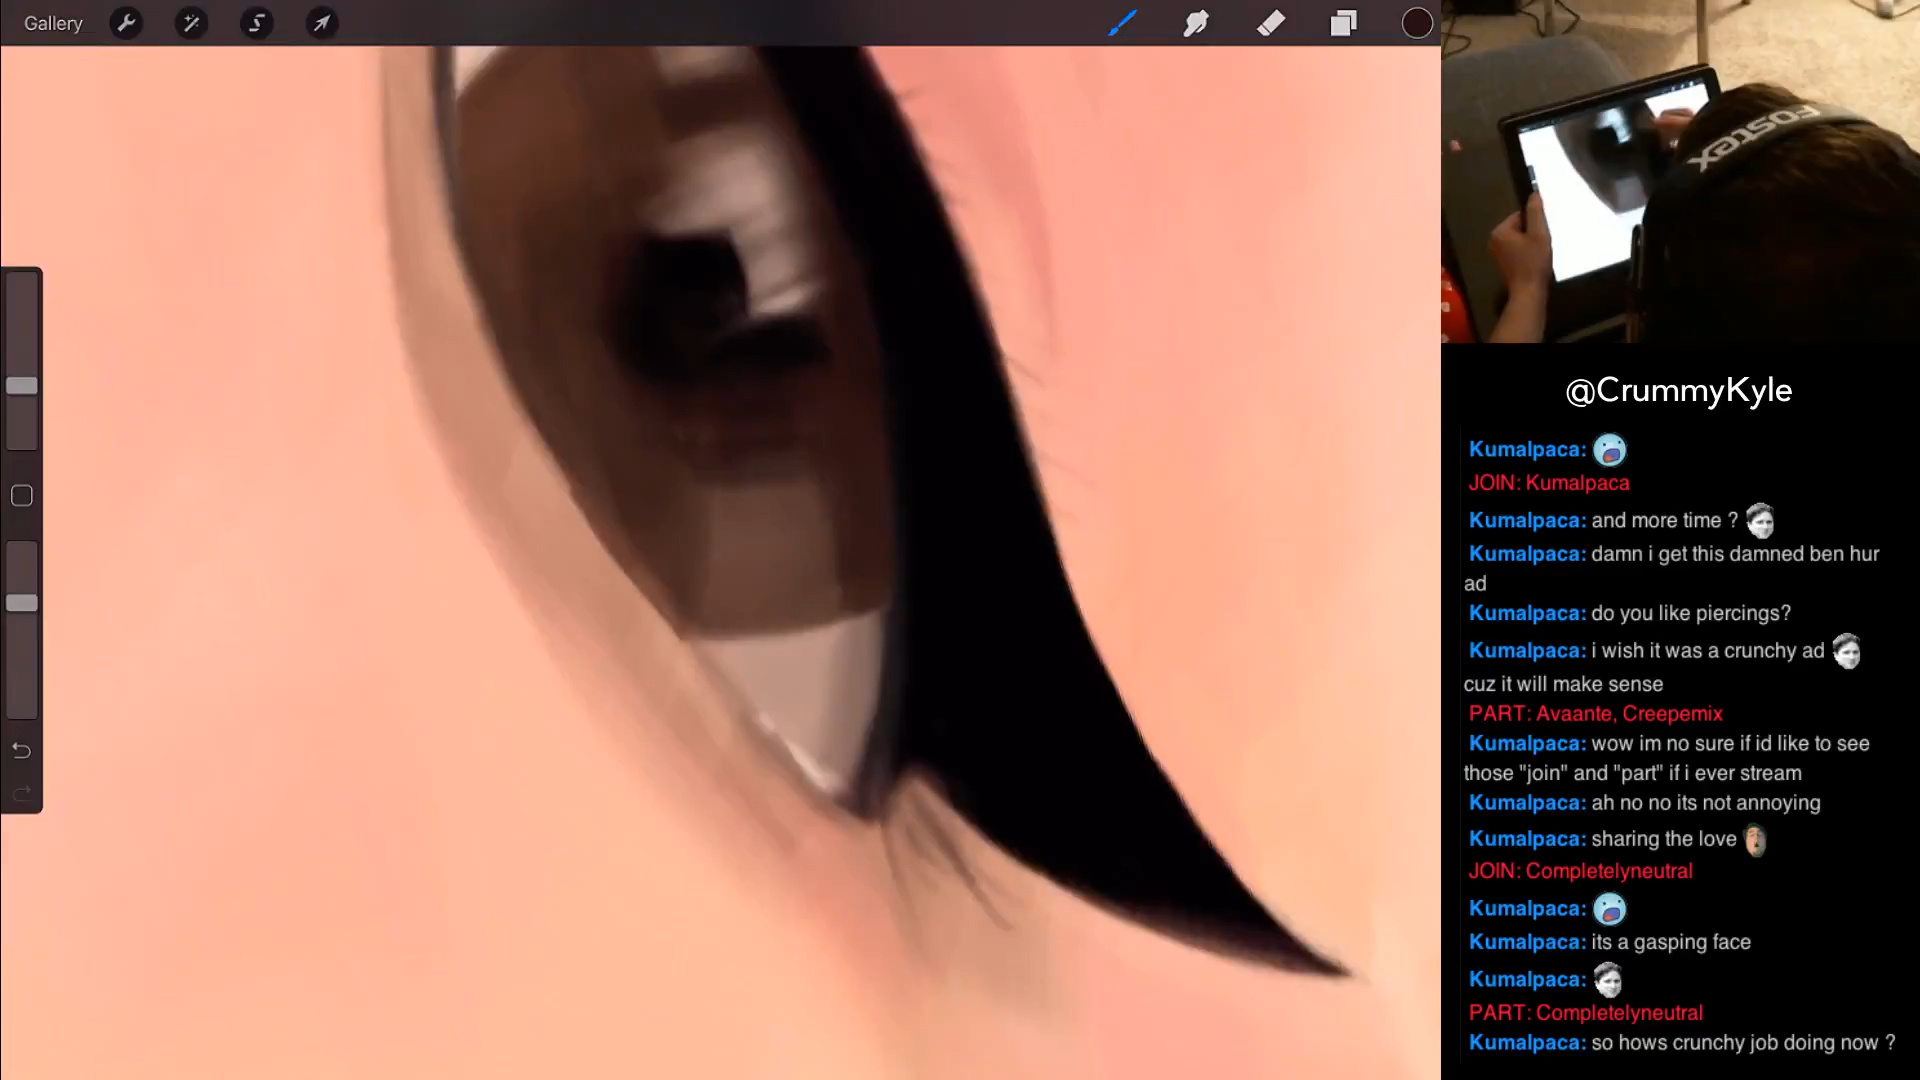 Gallery
Fostex
@CrummyKyle
Kumalpaca:
JOIN: Kumalpaca
Kumalpaca: and more time ?
Kumalpaca: damn i get this damned ben hur
ad
Kumalpaca: do you like piercings?
Kumalpaca: i wish it was a crunchy ad
cuz it will make sense
PART: Avaante, Creepemix
Kumalpaca: wow im no sure if id like to see
those "join" and "part" if i ever stream
Kumalpaca: ah no no its not annoying
Kumalpaca: sharing the love
JOIN: Completelyneutral
Kumalpaca:
Kumalpaca: its a gasping face
Kumalpaca:
PART: Completelyneutral
Kumalpaca: so hows crunchy job doing now ?